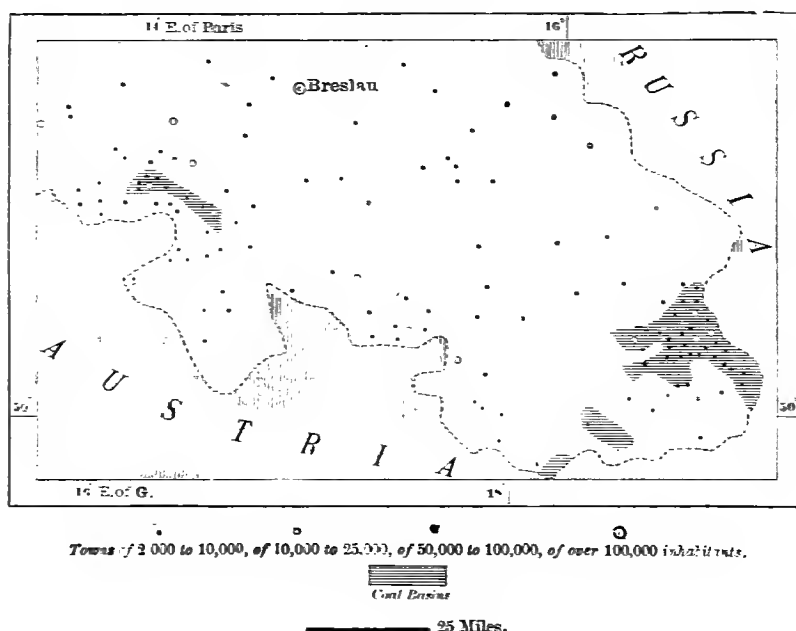 14° E. of Paris 16°
Breslau
RUSSIA
AUSTRIA
50° 50°
E. of G. 18°
Towns of 2 000 to 10,000, of 10,000 to 25,000, of 50,000 to 100,000, of over 100,000 inhabitants.
Coal Basins
25 Miles.